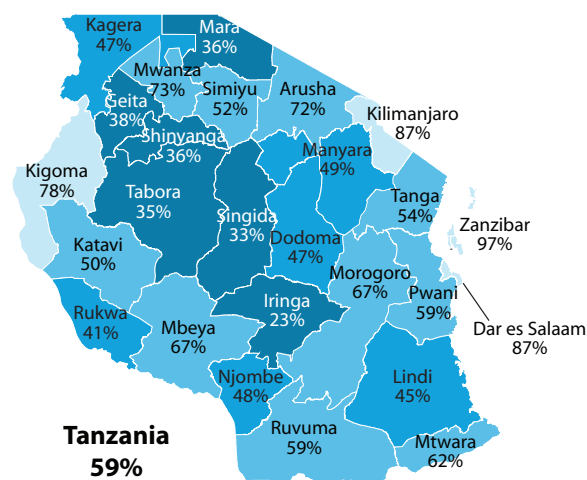 Kagera
47%
Mara
36%
Mwanza
73%
Simiyu
52%
Arusha
72%
Geita
38%
Kilimanjaro
87%
Shinyanga
36%
Manyara
49%
Kigoma
78%
Tabora
35%
Singida
33%
Tanga
54%
Dodoma
47%
Zanzibar
97%
Katavi
50%
Morogoro
67%
Pwani
59%
Iringa
23%
Rukwa
41%
Mbeya
67%
Dar es Salaam
87%
Njombe
48%
Lindi
45%
Ruvuma
59%
Mtwara
62%
Tanzania
59%